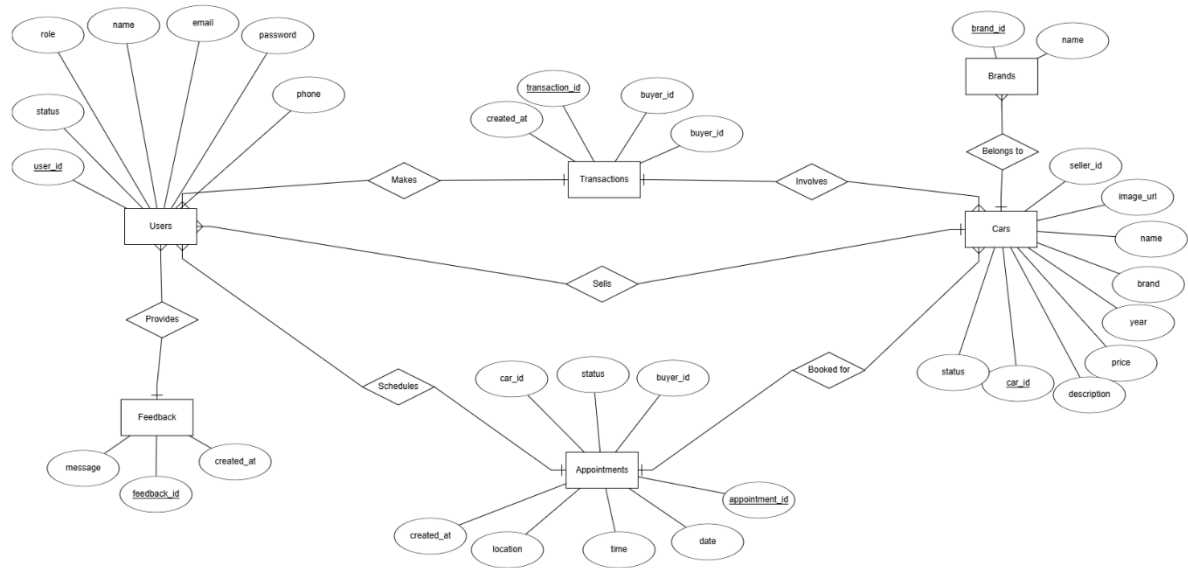 role
name
email
password
phone
status
user_id
Users
transaction_id
buyer_id
created_at
buyer_id
Transactions
Makes
Involves
brand_id
name
Brands
Belongs to
seller_id
image_url
name
brand
year
price
description
car_id
status
Cars
Sells
Provides
Feedback
message
feedback_id
created_at
Schedules
Booked for
car_id
status
buyer_id
Appointments
appointment_id
created_at
location
time
date